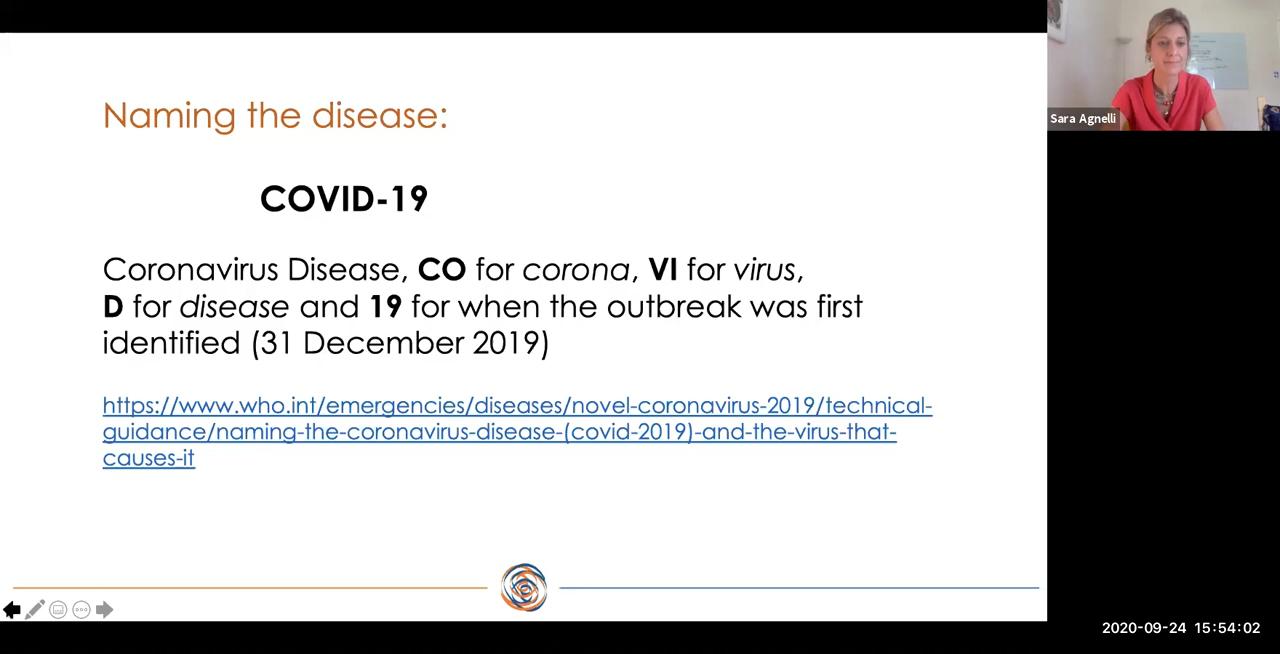 Naming the disease:
COVID-19
Coronavirus Disease, CO for corona, VI for virus,
D for disease and 19 for when the outbreak was first
identified (31 December 2019)
https://www.who.int/emergencies/diseases/novel-coronavirus-2019/technical-
guidance/naming-the-coronavirus-disease-(covid-2019)-and-the-virus-that-
causes-it
Sara Agnelli
2020-09-24 15:54:02